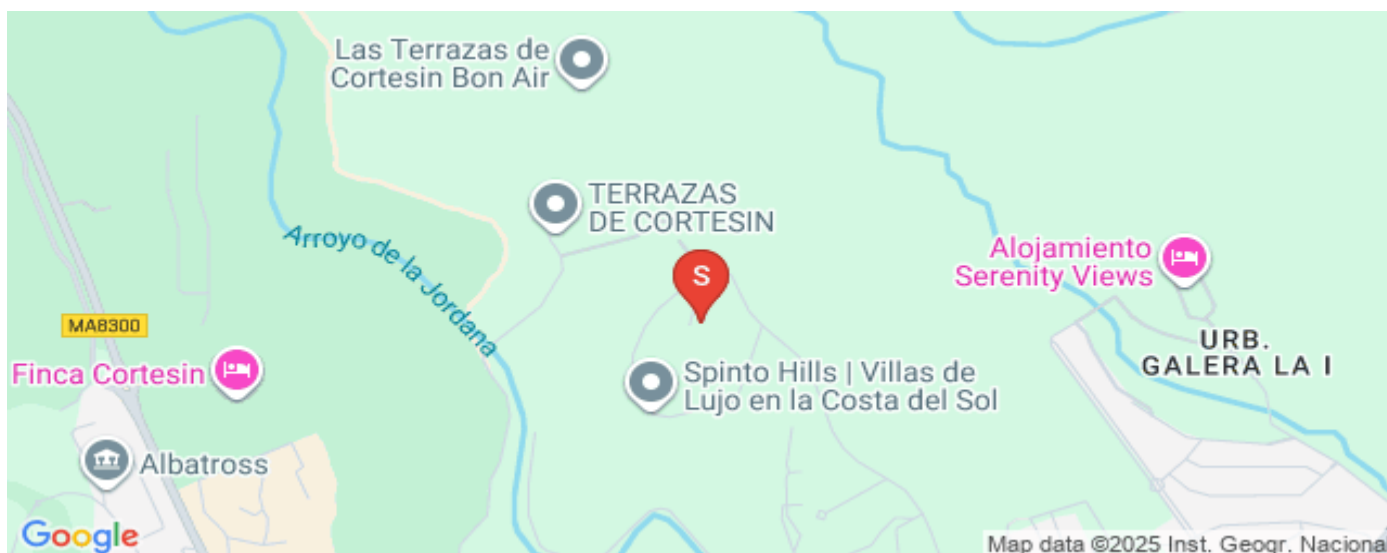 Las Terrazas de
Cortesin Bon Air
TERRAZAS
DE CORTESIN
Arroyo de la Jordana
S
Alojamiento
Serenity Views
MA8300
URB.
GALERA LA I
Finca Cortesin
Spinto Hills | Villas de
Lujo en la Costa del Sol
Albatross
Google
Map data ©2025 Inst. Geogr. Nacional